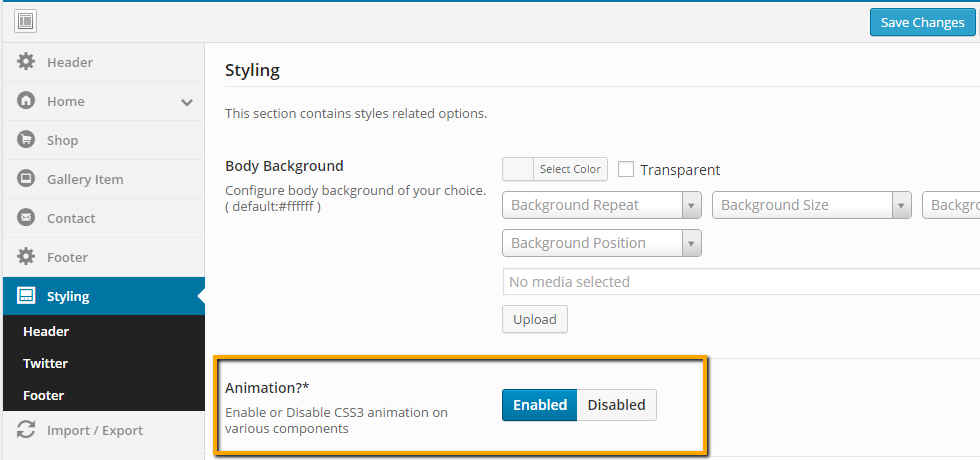 Save Changes
Header
Home
Shop
Gallery Item
Contact
Footer
Styling
Header
Twitter
Footer
Import / Export
Styling
This section contains styles related options.
Body Background
Configure body background of your choice.
( default:#ffffff )
Select Color
Transparent
Background Repeat
Background Size
Backgro
Background Position
No media selected
Upload
Animation?*
Enable or Disable CSS3 animation on
various components
Enabled
Disabled